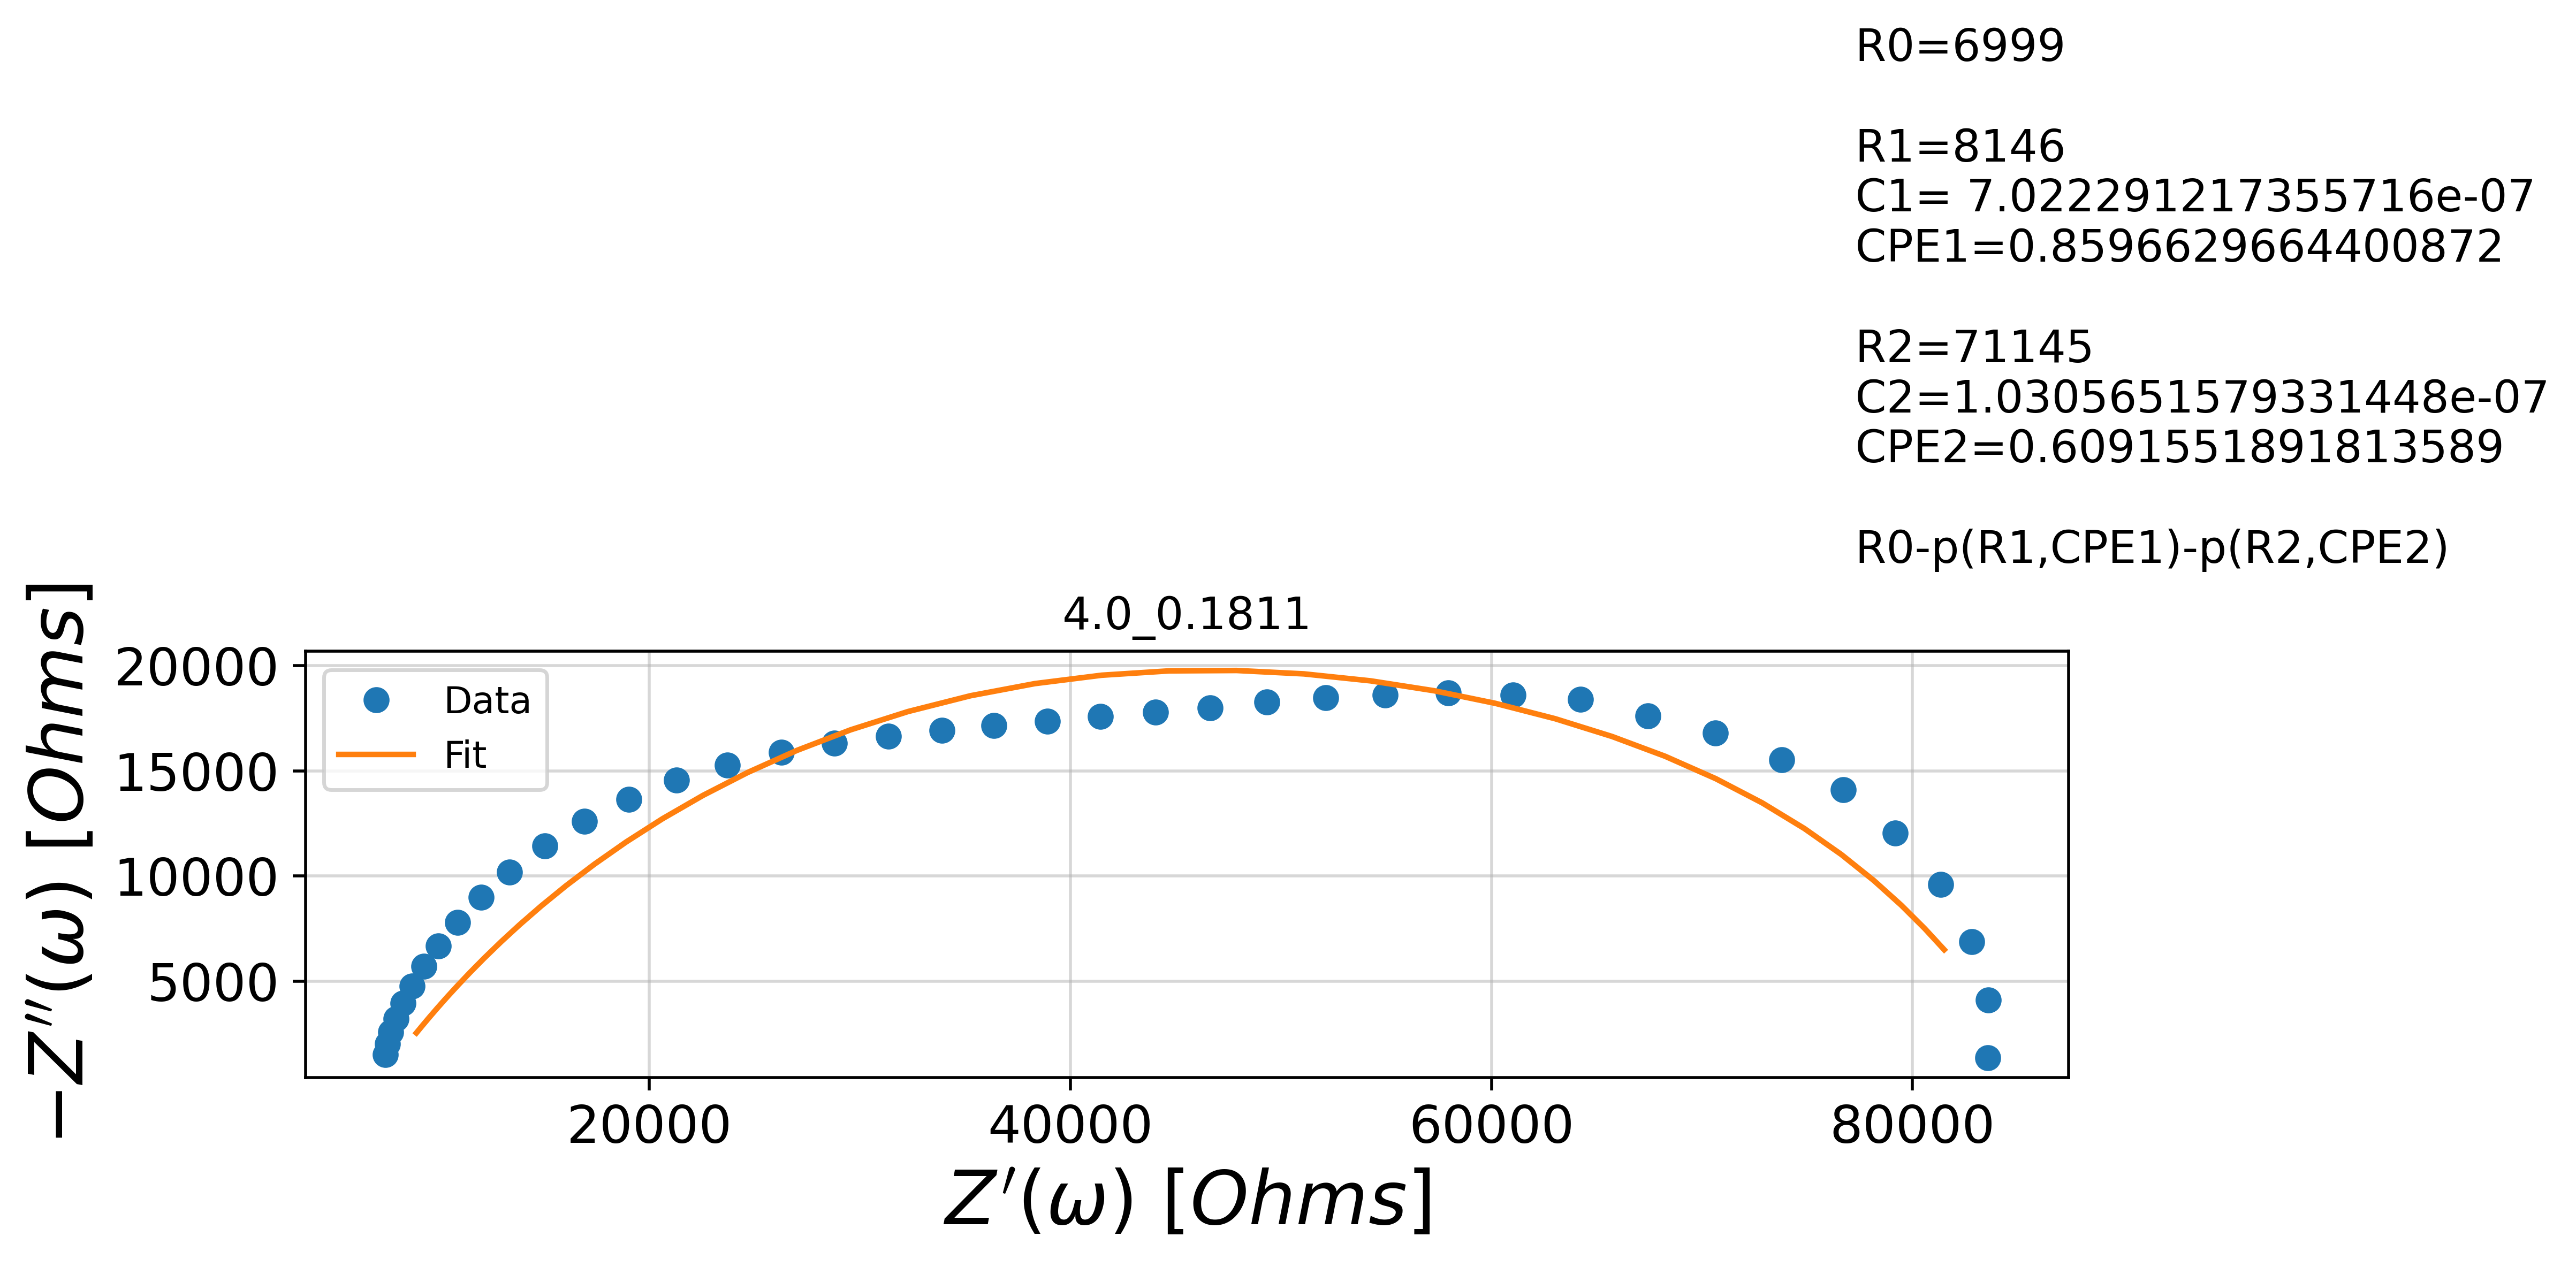 R0=6999
R1=8146
C1= 7.022291217355716e-07
CPE1=0.8596629664400872
R2=71145
C2=1.0305651579331448e-07
CPE2=0.6091551891813589
R0-p(R1,CPE1)-p(R2,CPE2)
4.0_0.1811
−Z′′(ω) [Ohms]
20000
15000
10000
5000
Data
Fit
20000 40000 60000 80000
Z′(ω) [Ohms]